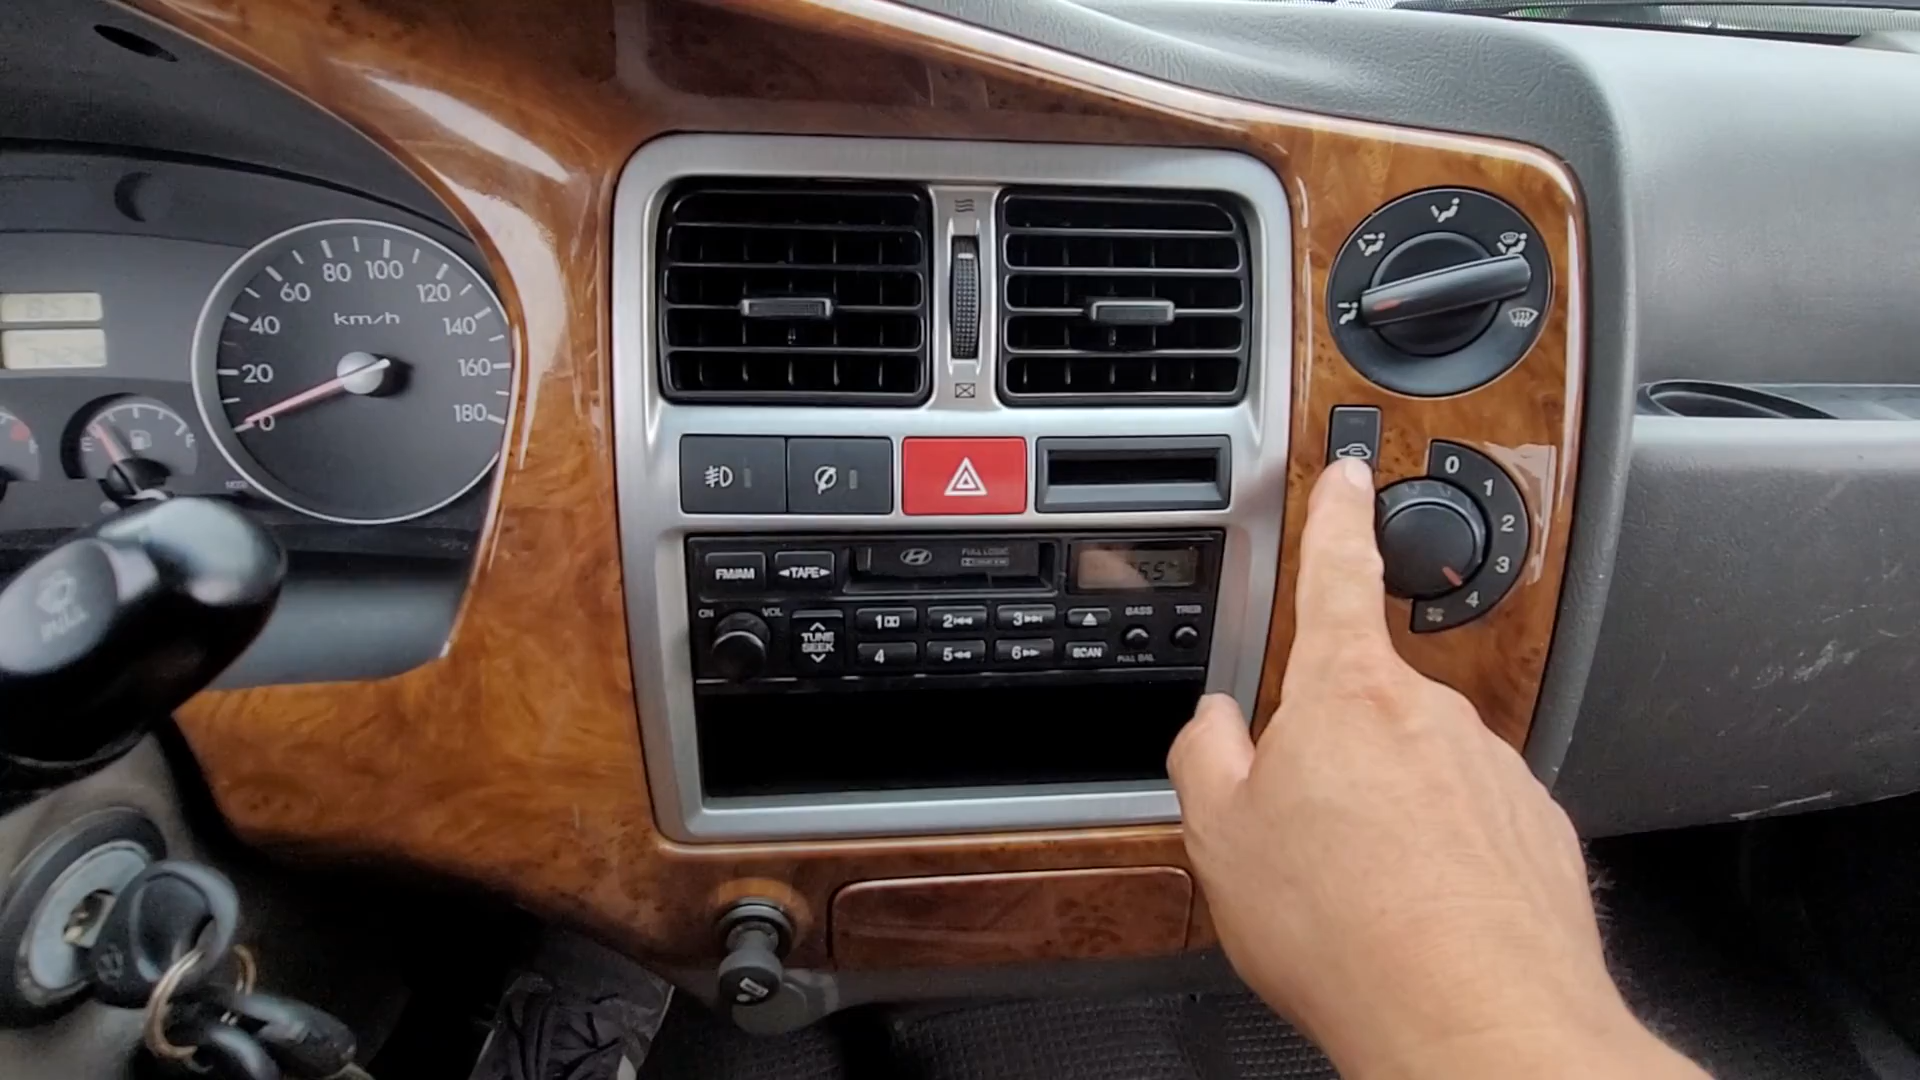 km/h
0
20
40
60
80
100
120
140
160
180
E
F
FM/AM
◄TAPE►
FULL LOGIC
ON
VOL
TUNE
SEEK
1
2
3
4
5
6
SCAN
BASS
TREB
0
1
2
3
4